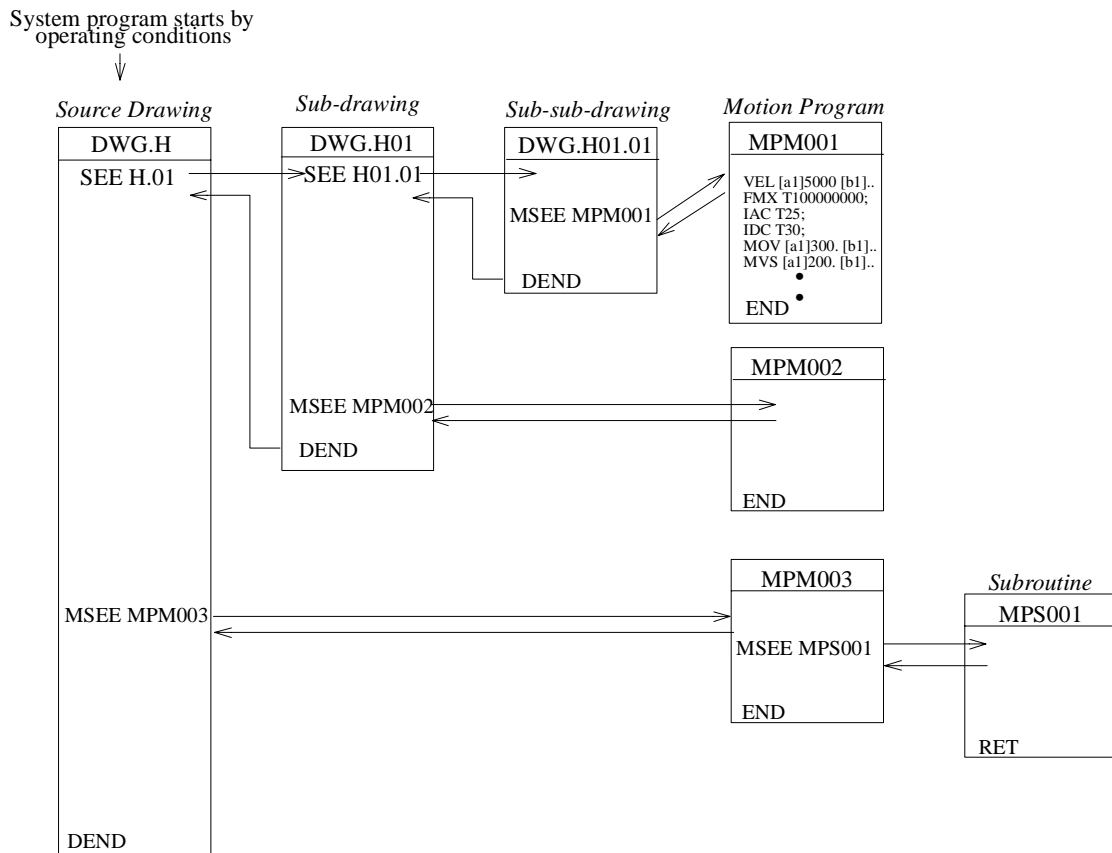 System program starts by
operating conditions
Source Drawing
DWG.H
SEE H.01
MSEE MPM003
DEND
Sub-drawing
DWG.H01
SEE H01.01
MSEE MPM002
DEND
Sub-sub-drawing
DWG.H01.01
MSEE MPM001
DEND
Motion Program
MPM001
VEL [a1]5000 [b1]..
FMX T100000000;
IAC T25;
IDC T30;
MOV [a1]300. [b1]..
MVS [a1]200. [b1]..
END
MPM002
END
MPM003
MSEE MPS001
END
Subroutine
MPS001
RET